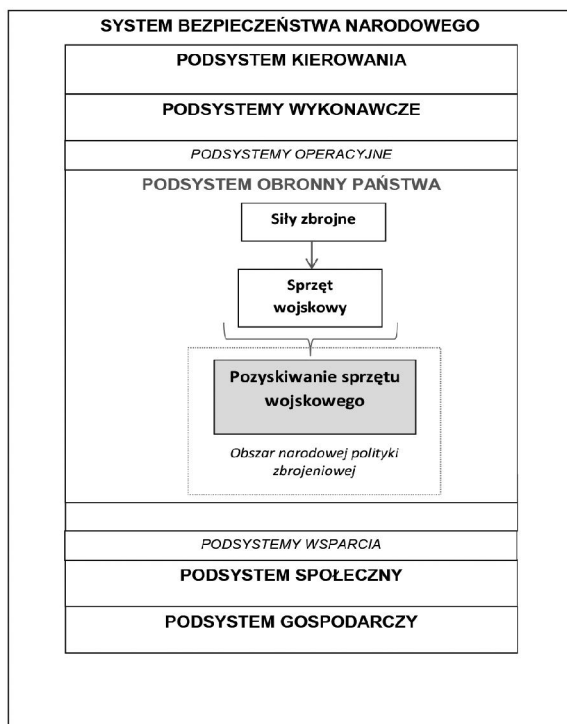 SYSTEM BEZPIECZEŃSTWA NARODOWEGO
PODSYSTEM KIEROWANIA
PODSYSTEMY WYKONAWCZE
PODSYSTEMY OPERACYJNE
PODSYSTEM OBRONNY PAŃSTWA
Siły zbrojne
Sprzęt
wojskowy
Pozyskiwanie sprzętu
wojskowego
Obszar narodowej polityki
zbrojeniowej
PODSYSTEMY WSPARCIA
PODSYSTEM SPOŁECZNY
PODSYSTEM GOSPODARCZY